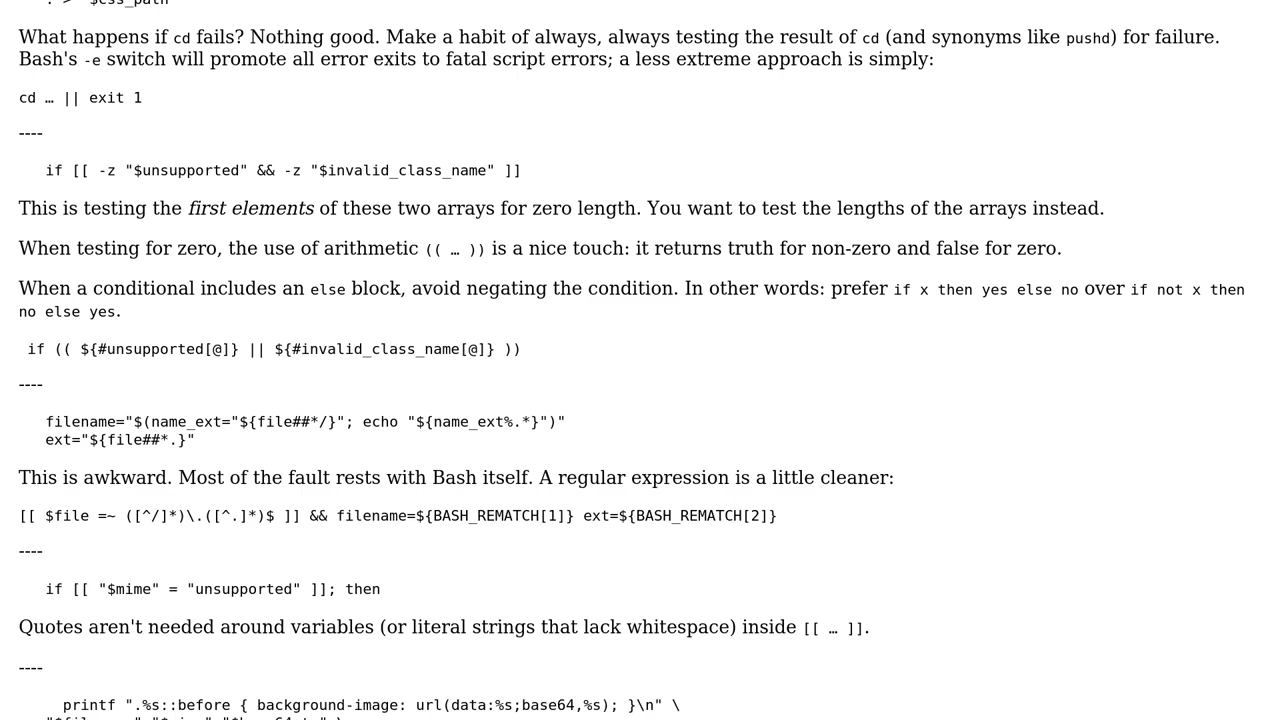 . > "$css_path"
What happens if cd fails? Nothing good. Make a habit of always, always testing the result of cd (and synonyms like pushd) for failure.
Bash's -e switch will promote all error exits to fatal script errors; a less extreme approach is simply:
cd … || exit 1
----
if [[ -z "$unsupported" && -z "$invalid_class_name" ]]
This is testing the first elements of these two arrays for zero length. You want to test the lengths of the arrays instead.
When testing for zero, the use of arithmetic (( … )) is a nice touch: it returns truth for non-zero and false for zero.
When a conditional includes an else block, avoid negating the condition. In other words: prefer if x then yes else no over if not x then
no else yes.
if (( ${#unsupported[@]} || ${#invalid_class_name[@]} ))
----
filename="$(name_ext="${file##*/}"; echo "${name_ext%.*}")"
ext="${file##*.}"
This is awkward. Most of the fault rests with Bash itself. A regular expression is a little cleaner:
[[ $file =~ ([^/]*)\.([^.]*)$ ]] && filename=${BASH_REMATCH[1]} ext=${BASH_REMATCH[2]}
----
if [[ "$mime" = "unsupported" ]]; then
Quotes aren't needed around variables (or literal strings that lack whitespace) inside [[ … ]].
----
printf ".%s::before { background-image: url(data:%s;base64,%s); }\n" \